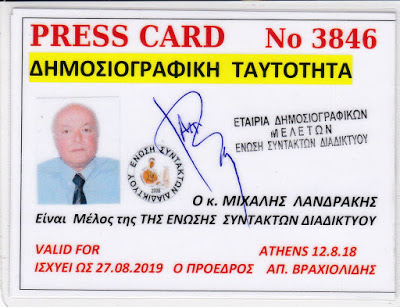 PRESS CARD No 3846
ΔΗΜΟΣΙΟΓΡΑΦΙΚΗ ΤΑΥΤΟΤΗΤΑ
ΕΤΑΙΡΙΑ ΔΗΜΟΣΙΟΓΡΑΦΙΚΩΝ
ΜΕΛΕΤΩΝ
ΕΝΩΣΗ ΣΥΝΤΑΚΤΩΝ ΔΙΑΔΙΚΤΥΟΥ
ΕΝΩΣΗ ΣΥΝΤΑΚΤΩΝ ΔΙΑΔΙΚΤΥΟΥ
Ο κ. ΜΙΧΑΛΗΣ ΛΑΝΔΡΑΚΗΣ
Είναι Μέλος της ΤΗΣ ΕΝΩΣΗΣ ΣΥΝΤΑΚΤΩΝ ΔΙΑΔΙΚΤΥΟΥ
VALID FOR ATHENS 12.8.18
ΙΣΧΥΕΙ ΩΣ 27.08.2019 Ο ΠΡΟΕΔΡΟΣ ΑΠ. ΒΡΑΧΙΟΛΙΔΗΣ